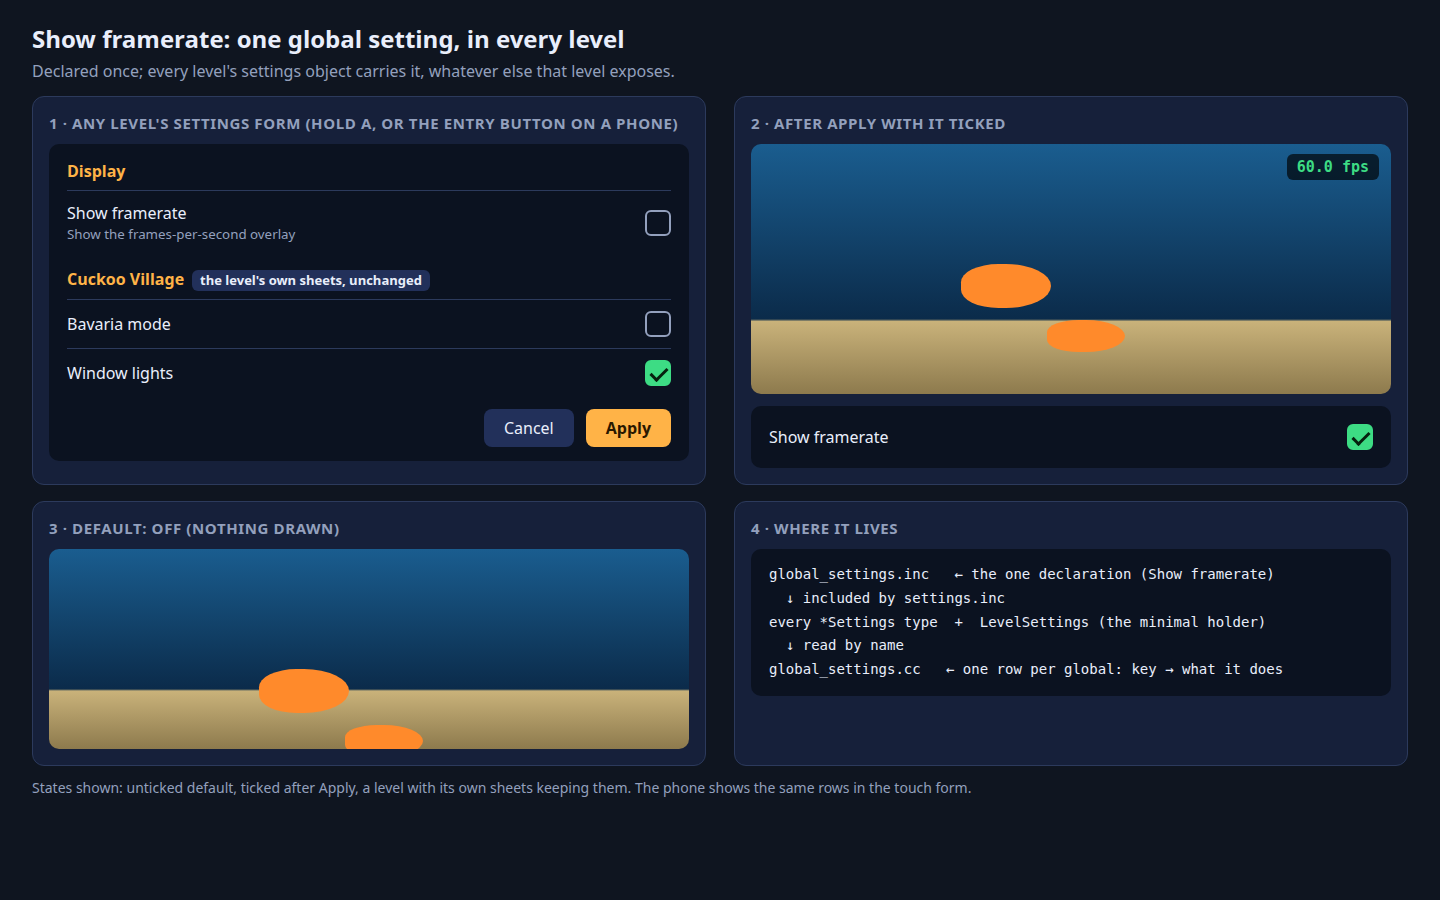 Show framerate: one global setting, in every level
Declared once; every level's settings object carries it, whatever else that level exposes.
1 · ANY LEVEL'S SETTINGS FORM (HOLD A, OR THE ENTRY BUTTON ON A PHONE)
Display
Show framerate
Show the frames-per-second overlay
Cuckoo Village the level's own sheets, unchanged
Bavaria mode
Window lights
Cancel Apply
2 · AFTER APPLY WITH IT TICKED
60.0 fps
Show framerate
3 · DEFAULT: OFF (NOTHING DRAWN)
4 · WHERE IT LIVES
global_settings.inc ← the one declaration (Show framerate)
↓ included by settings.inc
every *Settings type + LevelSettings (the minimal holder)
↓ read by name
global_settings.cc ← one row per global: key → what it does
States shown: unticked default, ticked after Apply, a level with its own sheets keeping them. The phone shows the same rows in the touch form.